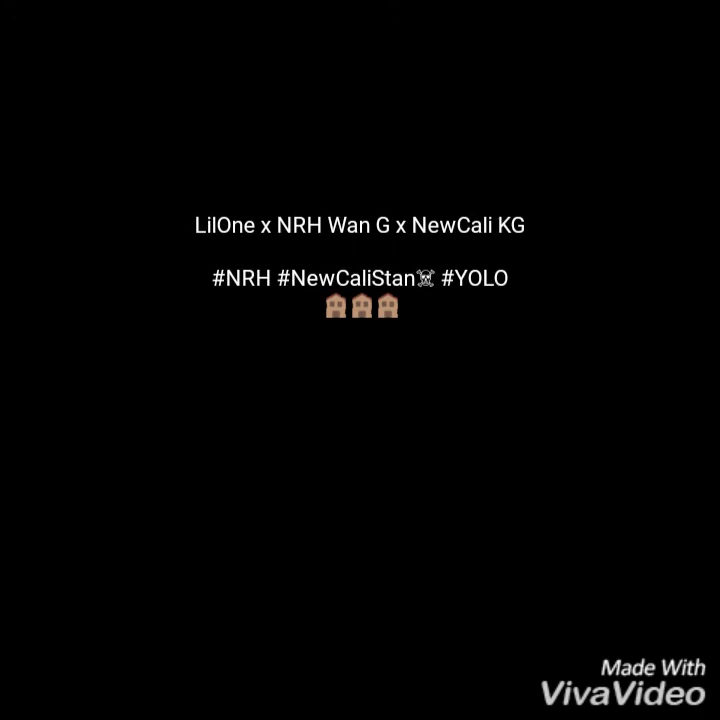 LilOne x NRH Wan G x NewCali KG
#NRH #NewCaliStan☠ #YOLO
🏚🏚🏚
Made With
VivaVideo